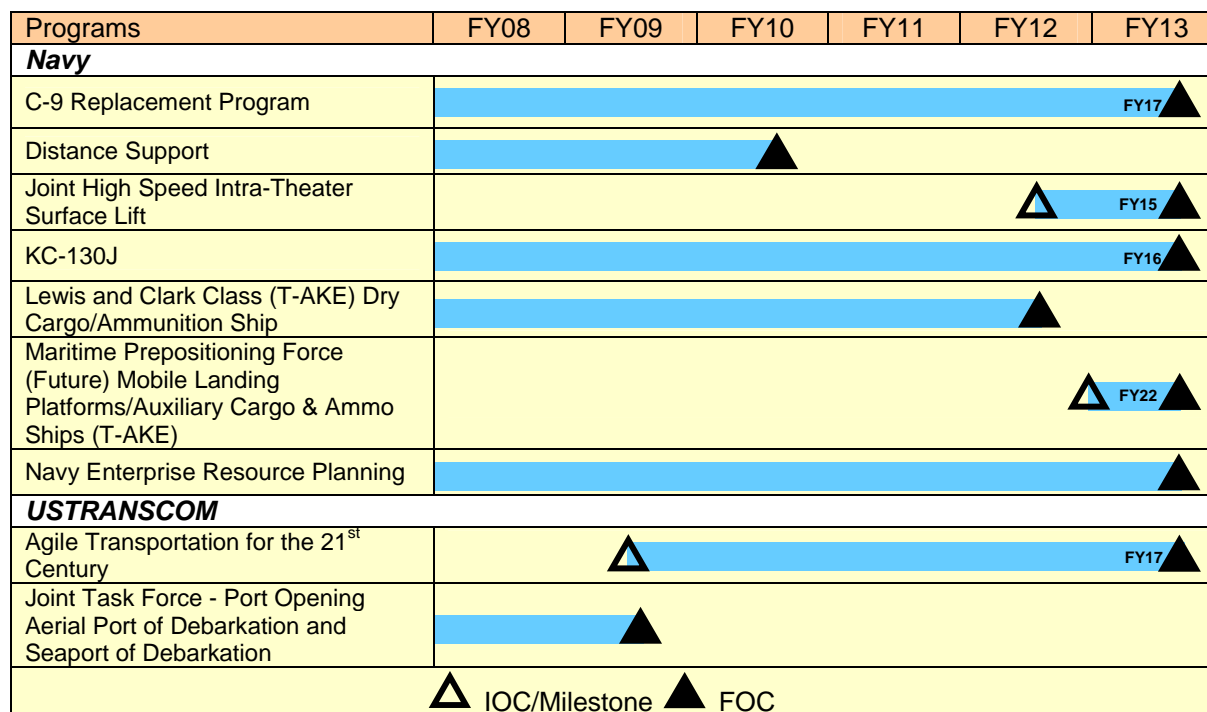 Programs FY08 FY09 FY10 FY11 FY12 FY13
Navy
C-9 Replacement Program FY17
Distance Support
Joint High Speed Intra-Theater
Surface Lift FY15
KC-130J FY16
Lewis and Clark Class (T-AKE) Dry
Cargo/Ammunition Ship
Maritime Prepositioning Force
(Future) Mobile Landing
Platforms/Auxiliary Cargo & Ammo FY22
Ships (T-AKE)
Navy Enterprise Resource Planning
USTRANSCOM
Agile Transportation for the 21st
Century FY17
Joint Task Force - Port Opening
Aerial Port of Debarkation and
Seaport of Debarkation
IOC/Milestone FOC